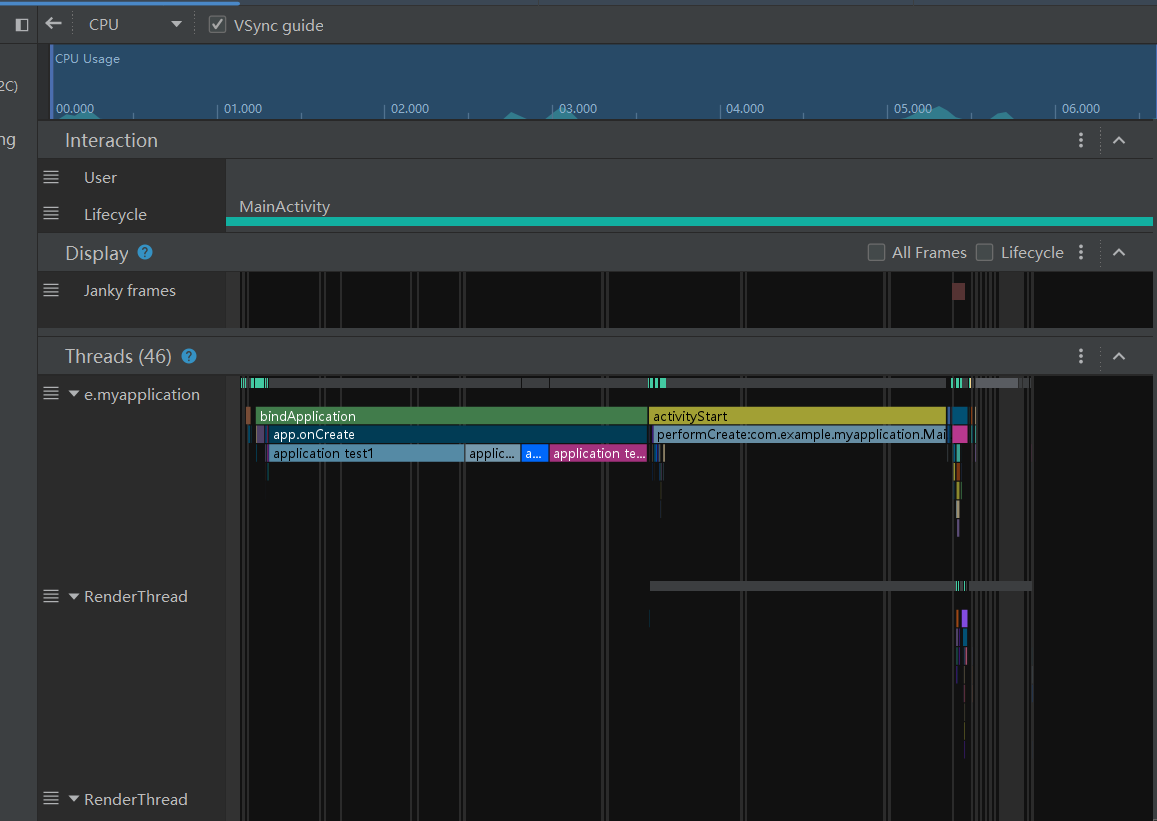 CPU VSync guide
2C)
CPU Usage
00.000 01.000 02.000 03.000 04.000 05.000 06.000
ng
Interaction
User
Lifecycle
MainActivity
Display ? All Frames Lifecycle
Janky frames
Threads (46) ?
e.myapplication
bindApplication activityStart
app.onCreate performCreate:com.example.myapplication.Mai
application test1 applic... a... application te...
RenderThread
RenderThread